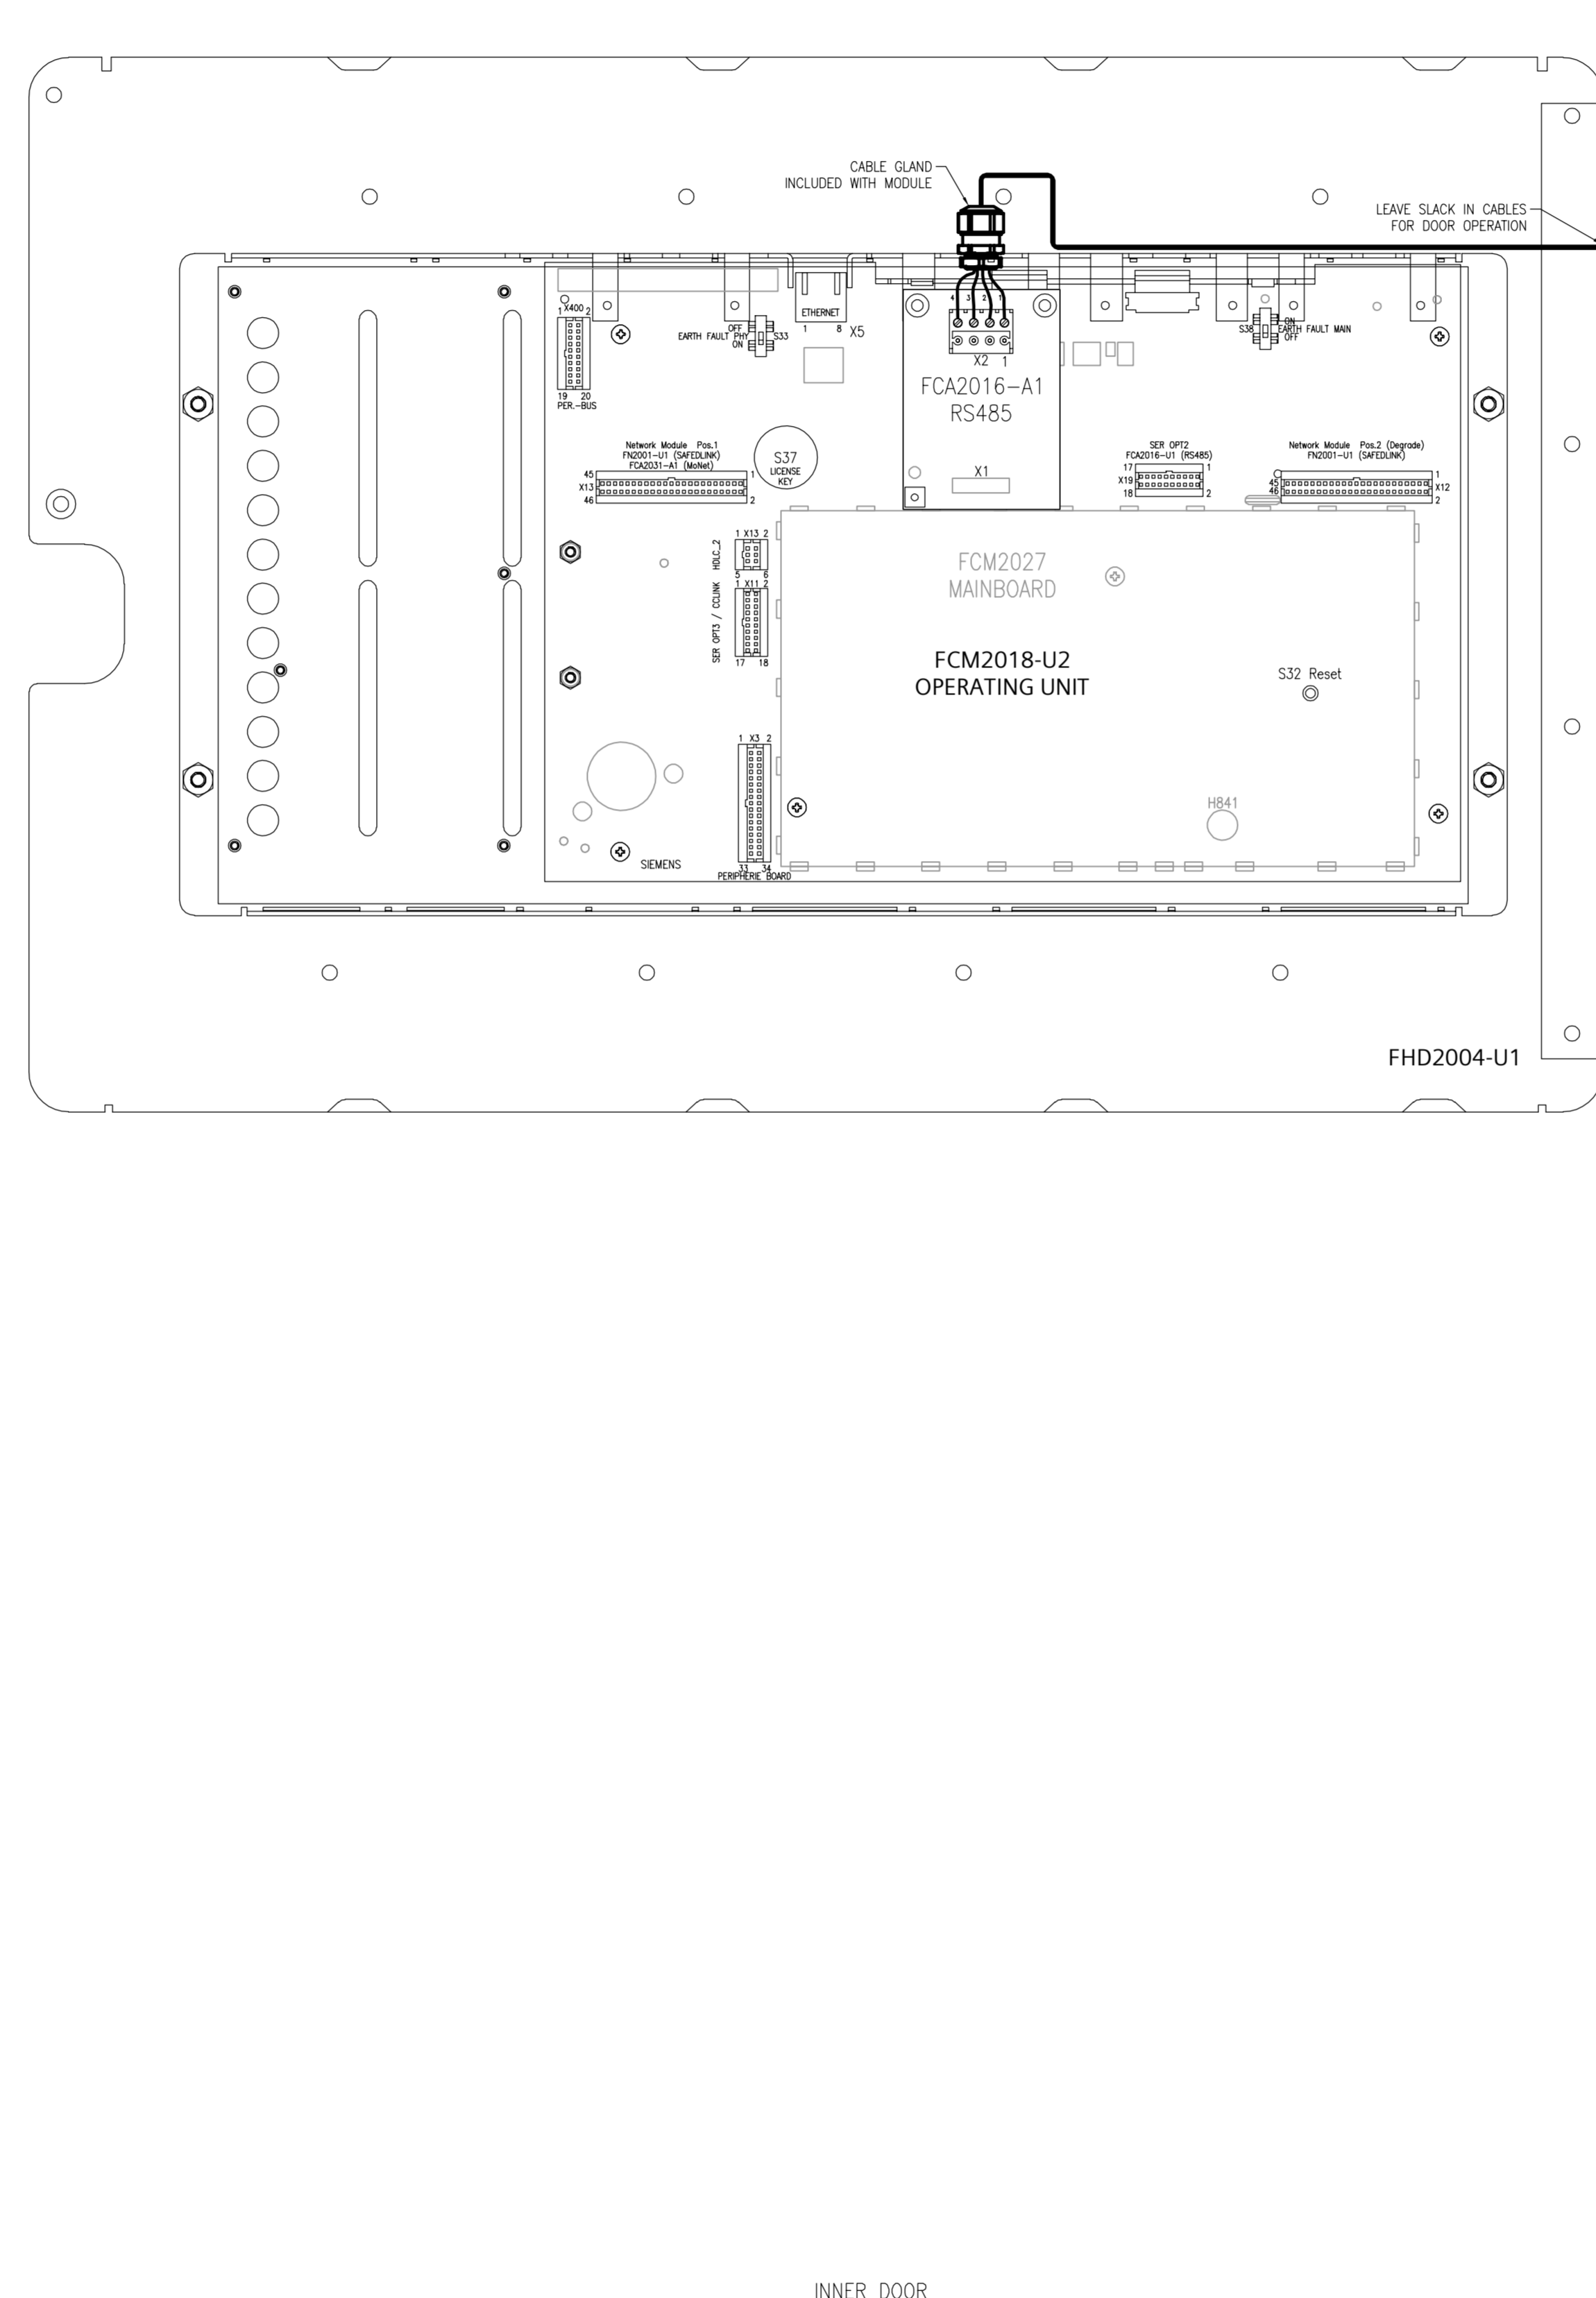 CABLE GLAND
INCLUDED WITH MODULE
LEAVE SLACK IN CABLES
FOR DOOR OPERATION
1 X400 2
19 20
PER.-BUS
OFF
EARTH FAULT PHY S33
ON
ETHERNET
1 8 X5
4 3 2 1
X2 1
FCA2016-A1
RS485
X1
ON
S38 EARTH FAULT MAIN
OFF
Network Module Pos.1
FN2001-U1 (SAFEDLINK)
FCA2031-A1 (MoNet)
45 1
X13
46 2
S37
LICENSE
KEY
SER OPT2
FCA2016-U1 (RS485)
17 1
X19
18 2
Network Module Pos.2 (Degrade)
FN2001-U1 (SAFEDLINK)
1
45 X12
46 2
1 X13 2
HDLC_2
5 6
1 X11 2
SER OPT3 / CCLINK
17 18
FCM2027
MAINBOARD
FCM2018-U2
OPERATING UNIT
S32 Reset
1 X3 2
H841
SIEMENS
33 34
PERIPHERIE BOARD
FHD2004-U1
INNER DOOR